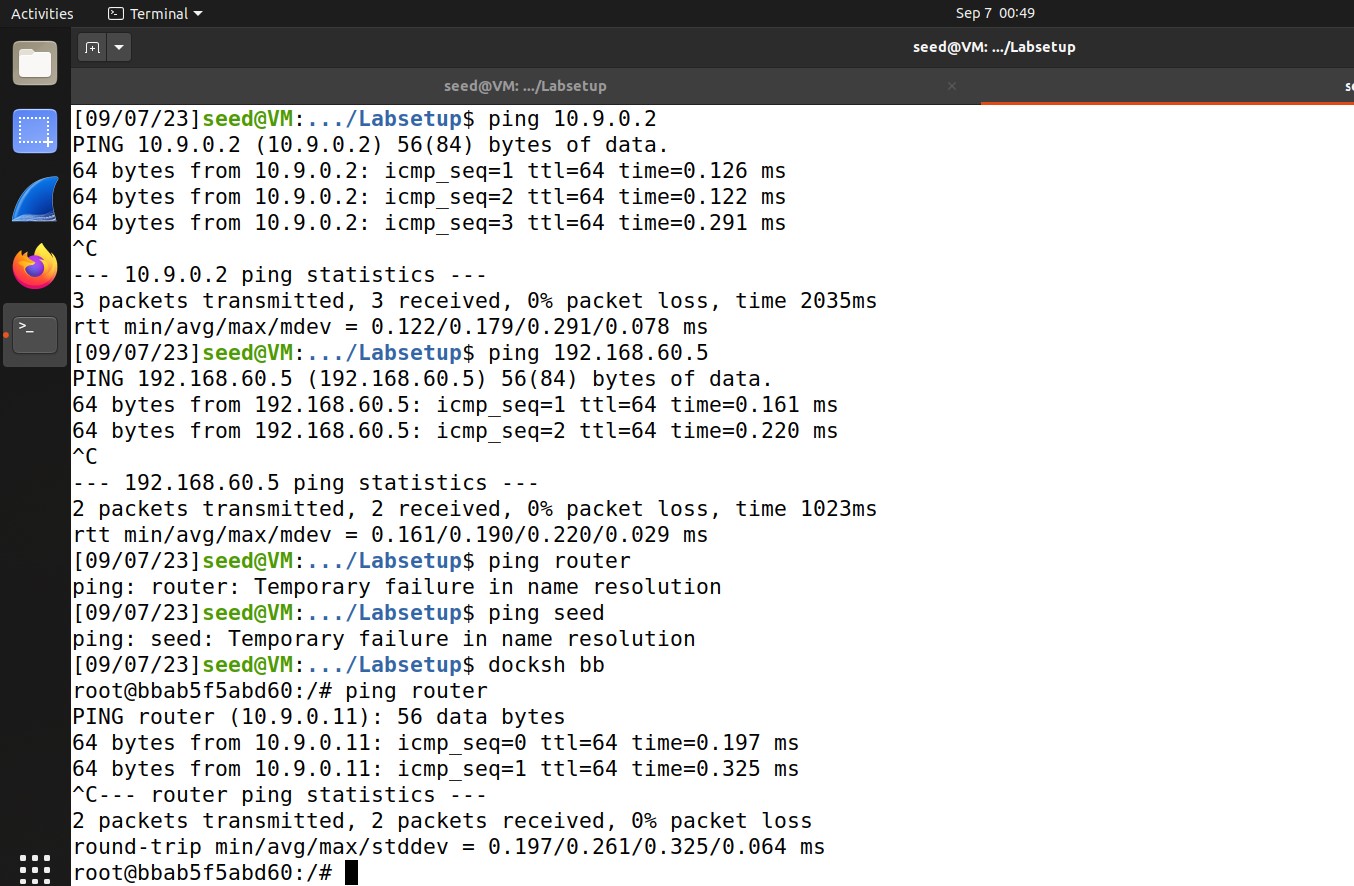 Activities
Terminal
Sep 7 00:49
seed@VM: .../Labsetup
seed@VM: .../Labsetup
[09/07/23]seed@VM:.../Labsetup$ ping 10.9.0.2
PING 10.9.0.2 (10.9.0.2) 56(84) bytes of data.
64 bytes from 10.9.0.2: icmp_seq=1 ttl=64 time=0.126 ms
64 bytes from 10.9.0.2: icmp_seq=2 ttl=64 time=0.122 ms
64 bytes from 10.9.0.2: icmp_seq=3 ttl=64 time=0.291 ms
^C
--- 10.9.0.2 ping statistics ---
3 packets transmitted, 3 received, 0% packet loss, time 2035ms
rtt min/avg/max/mdev = 0.122/0.179/0.291/0.078 ms
[09/07/23]seed@VM:.../Labsetup$ ping 192.168.60.5
PING 192.168.60.5 (192.168.60.5) 56(84) bytes of data.
64 bytes from 192.168.60.5: icmp_seq=1 ttl=64 time=0.161 ms
64 bytes from 192.168.60.5: icmp_seq=2 ttl=64 time=0.220 ms
^C
--- 192.168.60.5 ping statistics ---
2 packets transmitted, 2 received, 0% packet loss, time 1023ms
rtt min/avg/max/mdev = 0.161/0.190/0.220/0.029 ms
[09/07/23]seed@VM:.../Labsetup$ ping router
ping: router: Temporary failure in name resolution
[09/07/23]seed@VM:.../Labsetup$ ping seed
ping: seed: Temporary failure in name resolution
[09/07/23]seed@VM:.../Labsetup$ docksh bb
root@bbab5f5abd60:/# ping router
PING router (10.9.0.11): 56 data bytes
64 bytes from 10.9.0.11: icmp_seq=0 ttl=64 time=0.197 ms
64 bytes from 10.9.0.11: icmp_seq=1 ttl=64 time=0.325 ms
^C--- router ping statistics ---
2 packets transmitted, 2 packets received, 0% packet loss
round-trip min/avg/max/stddev = 0.197/0.261/0.325/0.064 ms
root@bbab5f5abd60:/#